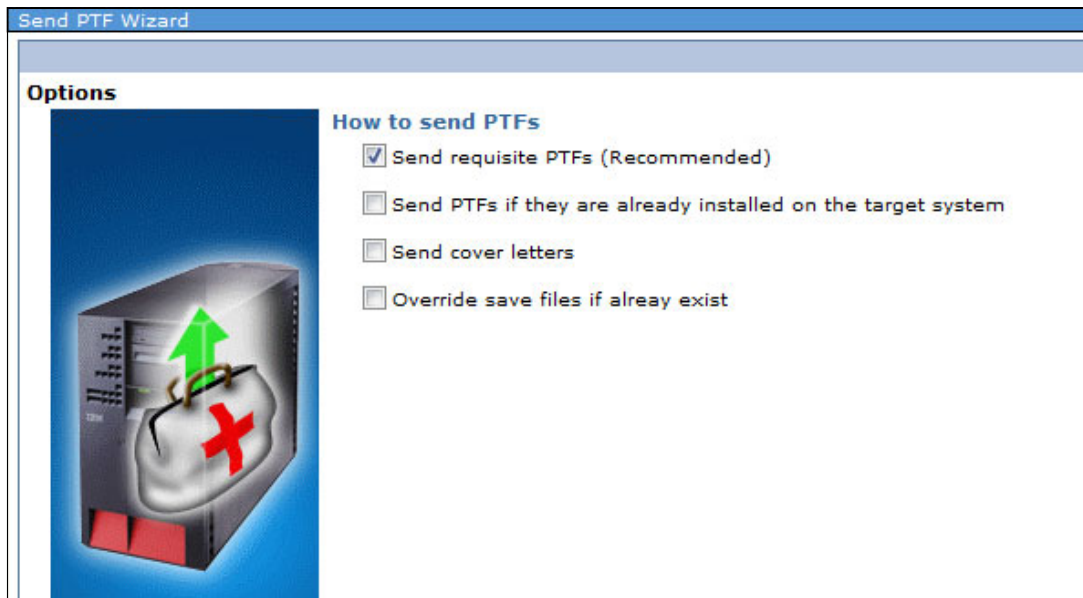 Send PTF Wizard
Options
How to send PTFs
Send requisite PTFs (Recommended)
Send PTFs if they are already installed on the target system
Send cover letters
Override save files if alreay exist
IBM